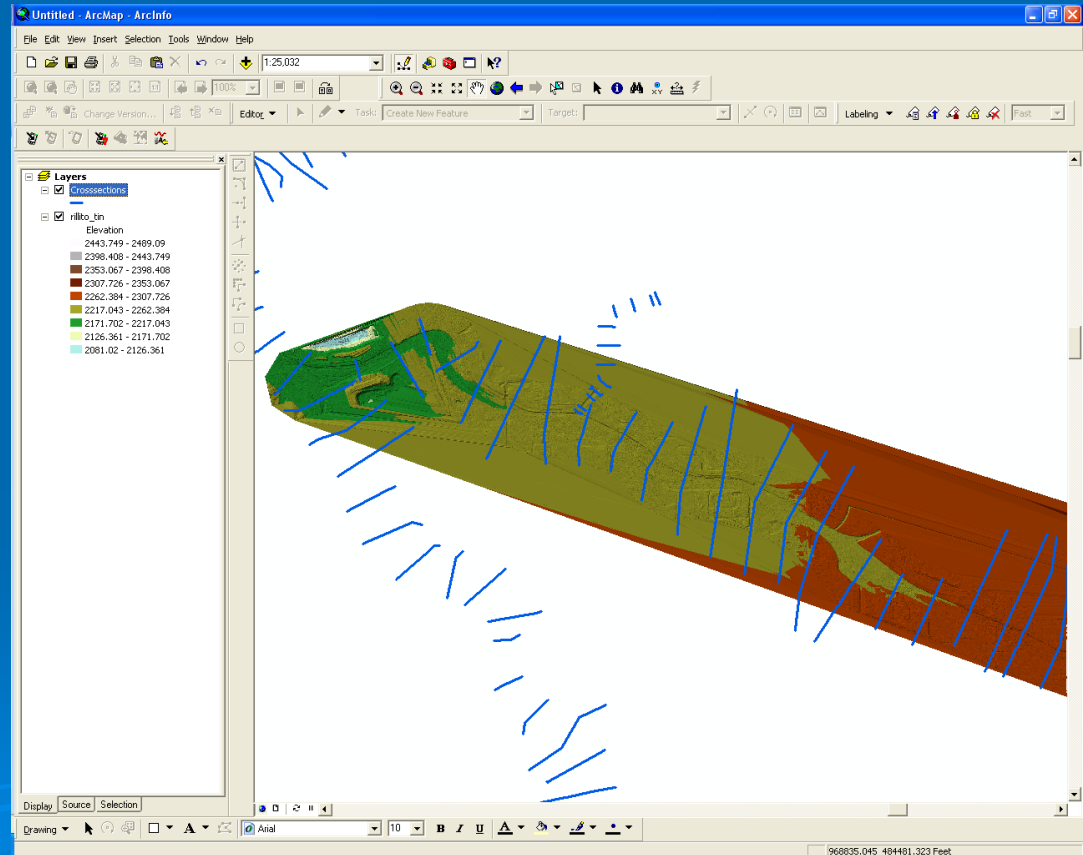 Untitled - ArcMap - ArcInfo
File Edit View Insert Selection Tools Window Help
1:25,032
100%
Change Version... Editor Task: Create New Feature Target: Labeling Fast
Layers
Crosssections
rillito_tin
Elevation
2443.749 - 2489.09
2398.408 - 2443.749
2353.067 - 2398.408
2307.726 - 2353.067
2262.384 - 2307.726
2217.043 - 2262.384
2171.702 - 2217.043
2126.361 - 2171.702
2081.02 - 2126.361
Display Source Selection
Drawing A Arial 10 B I U A
968835.045 484481.323 Feet